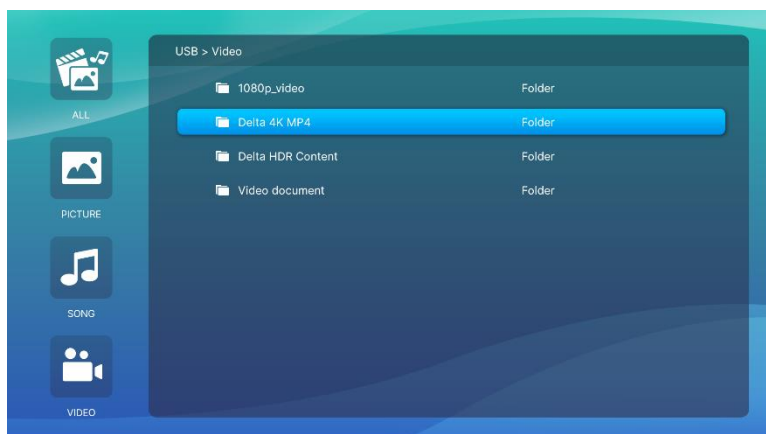 USB > Video
1080p_video Folder
ALL
Delta 4K MP4 Folder
Delta HDR Content Folder
Video document Folder
PICTURE
SONG
VIDEO